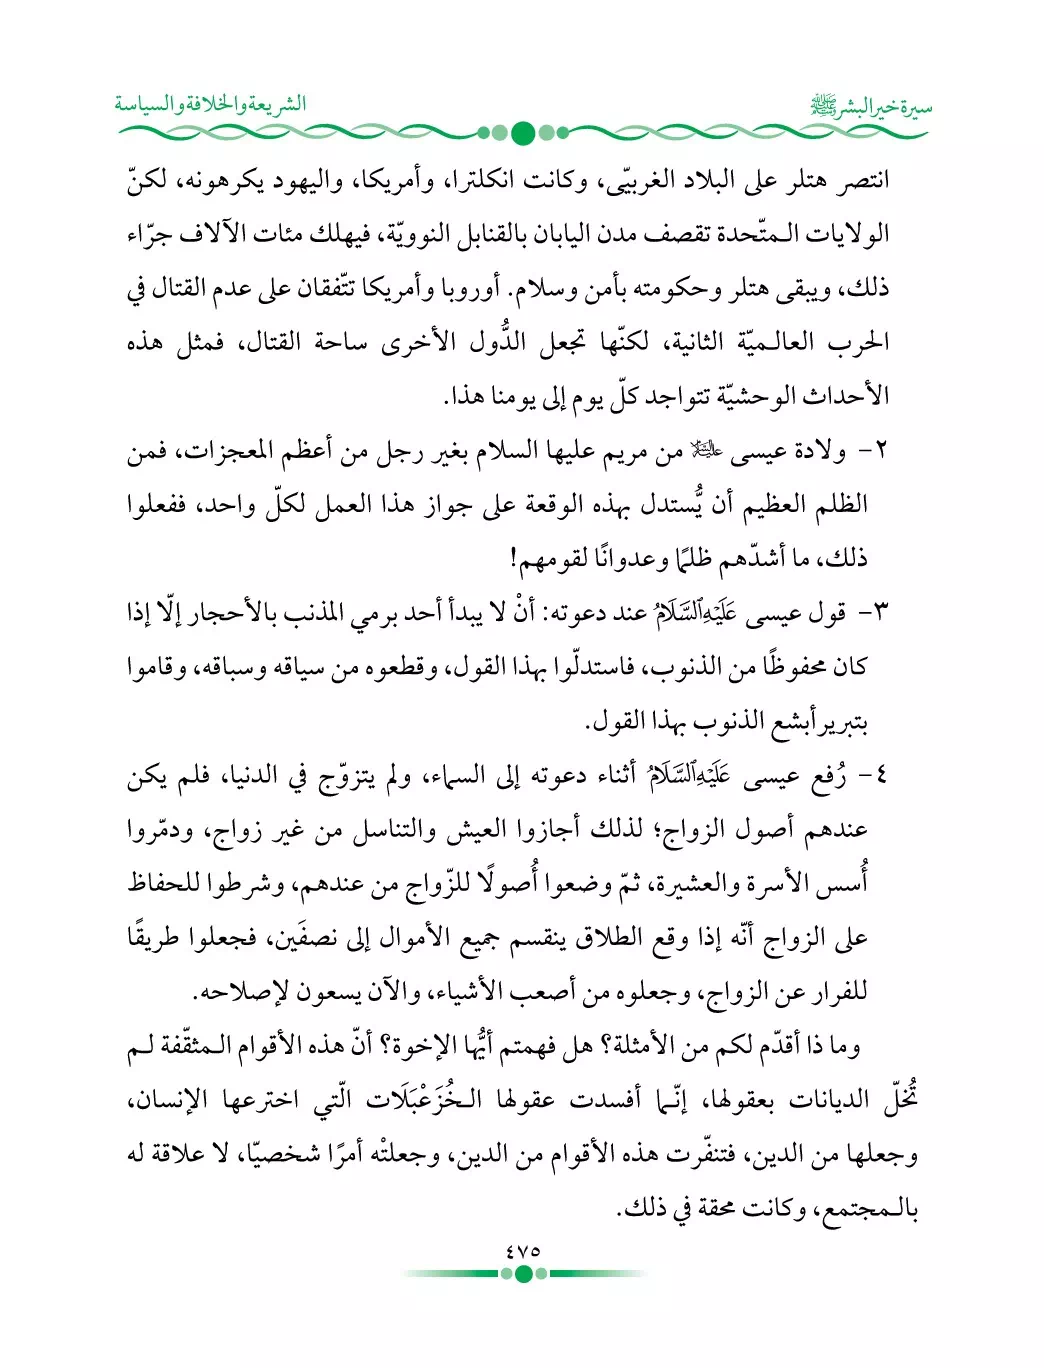 سيرة خير البشر ﷺ
الشريعة والخلافة والسياسة
انتصر هتلر على البلاد الغربيّى، وكانت انكلترا، وأمريكا، واليهود يكرهونه، لكنّ
الولايات الـمتّحدة تقصف مدن اليابان بالقنابل النوويّة، فيهلك مئات الآلاف جرّاء
ذلك، ويبقى هتلر وحكومته بأمن وسلام. أوروبا وأمريكا تتّفقان على عدم القتال في
الحرب العالـميّة الثانية، لكنّها تجعل الدُّول الأخرى ساحة القتال، فمثل هذه
الأحداث الوحشيّة تتواجد كلّ يوم إلى يومنا هذا.
٢- ولادة عيسى عليه السلام من مريم عليها السلام بغير رجل من أعظم المعجزات، فمن
الظلم العظيم أن يُّستدل بهذه الوقعة على جواز هذا العمل لكلّ واحد، ففعلوا
ذلك، ما أشدّهم ظلمًا وعدوانًا لقومهم!
٣- قول عيسى عَلَيْهِ ٱلسَّلَامُ عند دعوته: أنْ لا يبدأ أحد برمي المذنب بالأحجار إلّا إذا
كان محفوظًا من الذنوب، فاستدلّوا بهذا القول، وقطعوه من سياقه وسباقه، وقاموا
بتبرير أبشع الذنوب بهذا القول.
٤- رُفع عيسى عَلَيْهِ ٱلسَّلَامُ أثناء دعوته إلى السماء، ولم يتزوّج في الدنيا، فلم يكن
عندهم أصول الزواج؛ لذلك أجازوا العيش والتناسل من غير زواج، ودمّروا
أُسس الأسرة والعشيرة، ثمّ وضعوا أُصولًا للزّواج من عندهم، وشرطوا للحفاظ
على الزواج أنّه إذا وقع الطلاق ينقسم جميع الأموال إلى نصفَين، فجعلوا طريقًا
للفرار عن الزواج، وجعلوه من أصعب الأشياء، والآن يسعون لإصلاحه.
وما ذا أقدّم لكم من الأمثلة؟ هل فهمتم أيُّها الإخوة؟ أنّ هذه الأقوام الـمثقّفة لـم
تُخلّ الديانات بعقولها، إنّـما أفسدت عقولها الـخُزَعْبَلَات الّتي اخترعها الإنسان،
وجعلها من الدين، فتنفّرت هذه الأقوام من الدين، وجعلتْه أمرًا شخصيّا، لا علاقة له
بالـمجتمع، وكانت محقة في ذلك.
٤٧٥